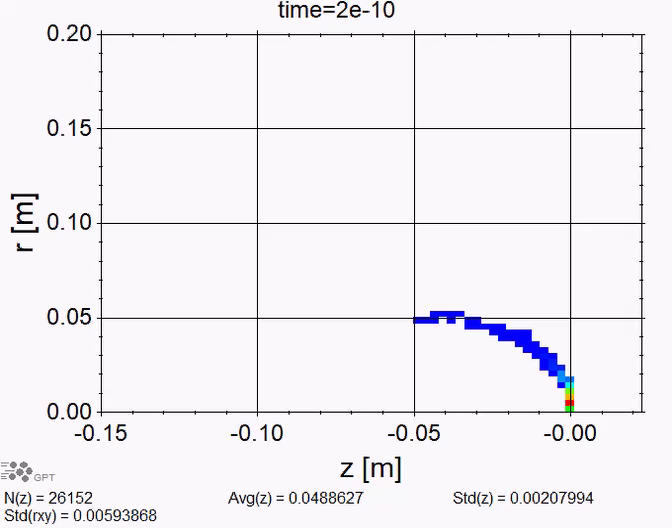 time=2e-10
0.20
0.15
0.10
0.05
0.00
r [m]
-0.15 -0.10 -0.05 -0.00
z [m]
GPT
N(z) = 26152 Avg(z) = 0.0488627 Std(z) = 0.00207994
Std(rxy) = 0.00593868